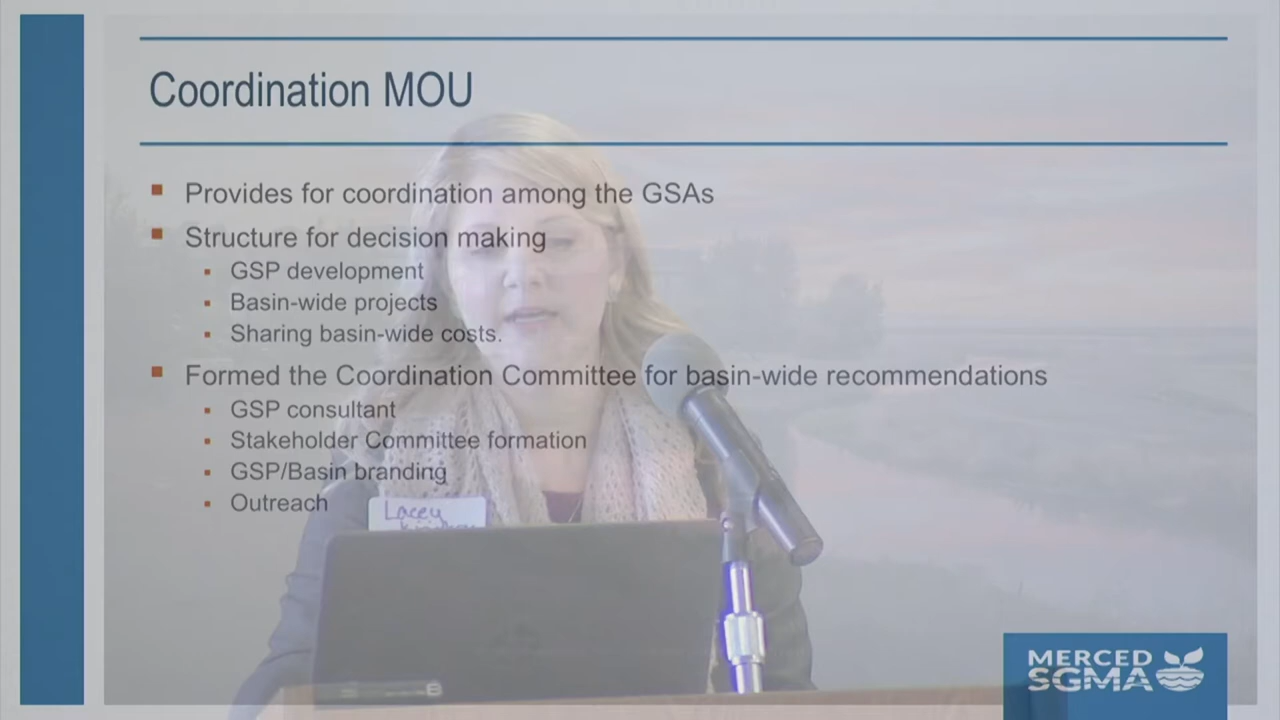 Coordination MOU
Provides for coordination among the GSAs
Structure for decision making
GSP development
Basin-wide projects
Sharing basin-wide costs.
Formed the Coordination Committee for basin-wide recommendations
GSP consultant
Stakeholder Committee formation
GSP/Basin branding
Outreach
Lacey
MERCED
SGMA